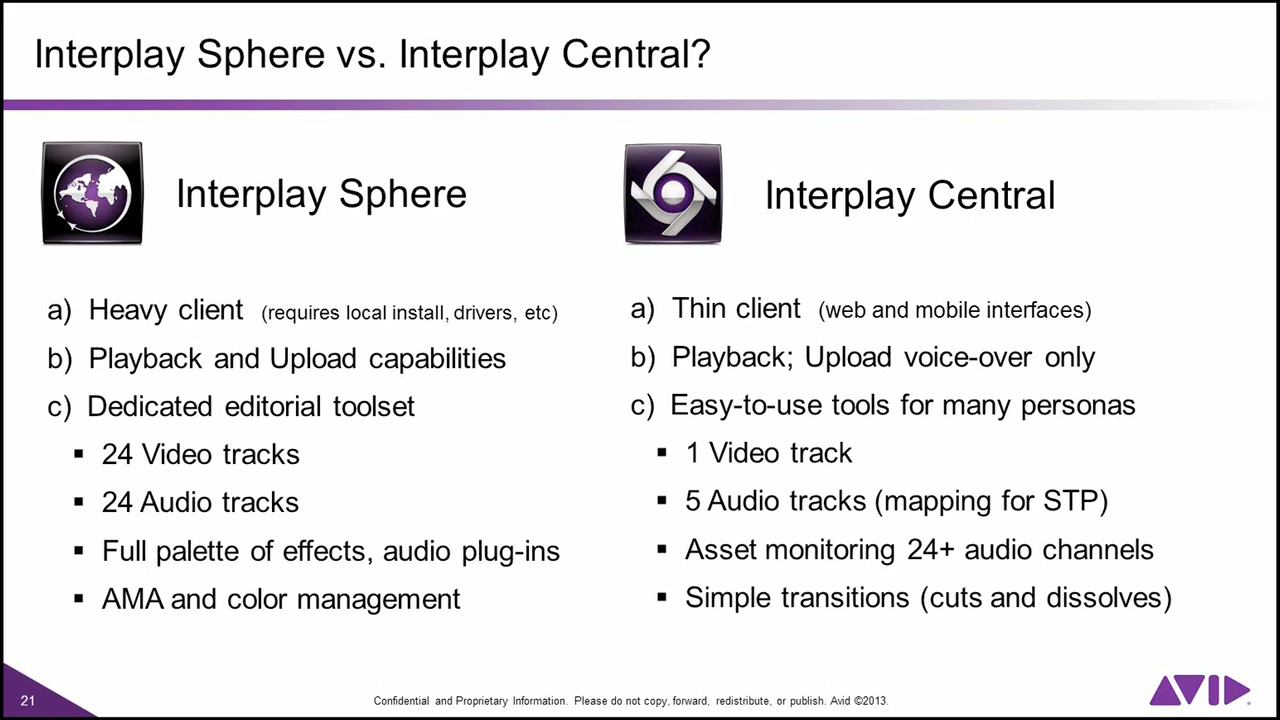 Interplay Sphere vs. Interplay Central?
Interplay Sphere
a) Heavy client (requires local install, drivers, etc)
b) Playback and Upload capabilities
c) Dedicated editorial toolset
▪ 24 Video tracks
▪ 24 Audio tracks
▪ Full palette of effects, audio plug-ins
▪ AMA and color management
Interplay Central
a) Thin client (web and mobile interfaces)
b) Playback; Upload voice-over only
c) Easy-to-use tools for many personas
▪ 1 Video track
▪ 5 Audio tracks (mapping for STP)
▪ Asset monitoring 24+ audio channels
▪ Simple transitions (cuts and dissolves)
21
Confidential and Proprietary Information. Please do not copy, forward, redistribute, or publish. Avid ©2013.
AVID